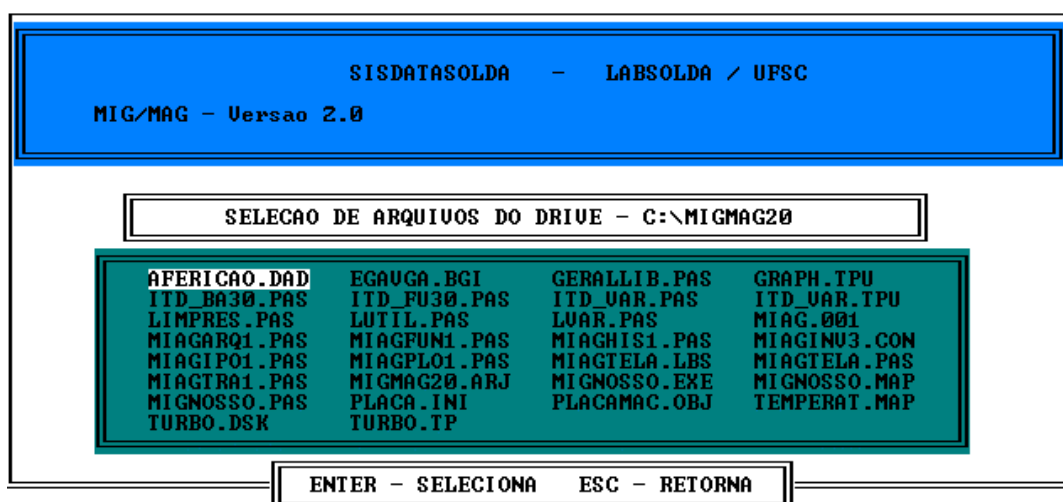 SISDATASOLDA - LABSOLDA / UFSC
MIG/MAG - Versao 2.0
SELECAO DE ARQUIVOS DO DRIVE - C:\MIGMAG20
AFERICAO.DAD EGAVGA.BGI GERALLIB.PAS GRAPH.TPU
ITD_BA30.PAS ITD_FU30.PAS ITD_VAR.PAS ITD_VAR.TPU
LIMPRES.PAS LUTIL.PAS LVAR.PAS MIAG.001
MIAGARQ1.PAS MIAGFUN1.PAS MIAGHIS1.PAS MIAGINV3.CON
MIAGIPO1.PAS MIAGPLO1.PAS MIAGTELA.LBS MIAGTELA.PAS
MIAGTRA1.PAS MIGMAG20.ARJ MIGNOSSO.EXE MIGNOSSO.MAP
MIGNOSSO.PAS PLACA.INI PLACAMAC.OBJ TEMPERAT.MAP
TURBO.DSK TURBO.TP
ENTER - SELECIONA ESC - RETORNA